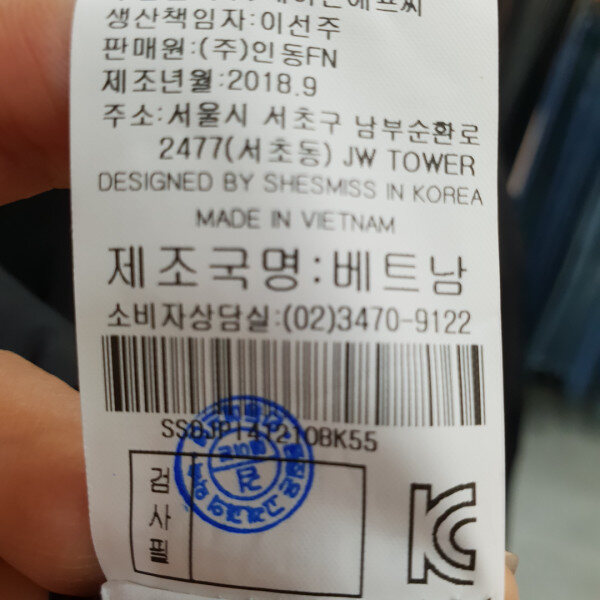 생산책임자:이선주
판매원:(주)인동FN
제조년월:2018.9
주소:서울시 서초구 남부순환로
2477(서초동) JW TOWER
DESIGNED BY SHESMISS IN KOREA
MADE IN VIETNAM
제조국명:베트남
소비자상담실:(02)3470-9122
검사필
KC